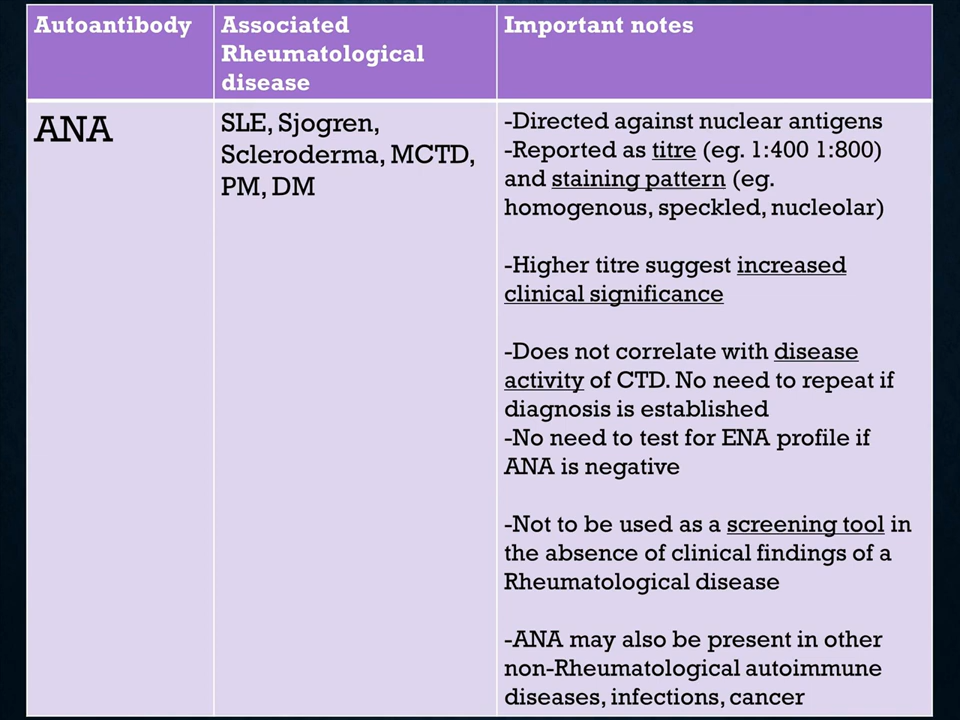 Autoantibody
Associated
Rheumatological
disease
Important notes
ANA
SLE, Sjogren,
Scleroderma, MCTD,
PM, DM
-Directed against nuclear antigens
-Reported as titre (eg. 1:400 1:800)
and staining pattern (eg.
homogenous, speckled, nucleolar)
-Higher titre suggest increased
clinical significance
-Does not correlate with disease
activity of CTD. No need to repeat if
diagnosis is established
-No need to test for ENA profile if
ANA is negative
-Not to be used as a screening tool in
the absence of clinical findings of a
Rheumatological disease
-ANA may also be present in other
non-Rheumatological autoimmune
diseases, infections, cancer